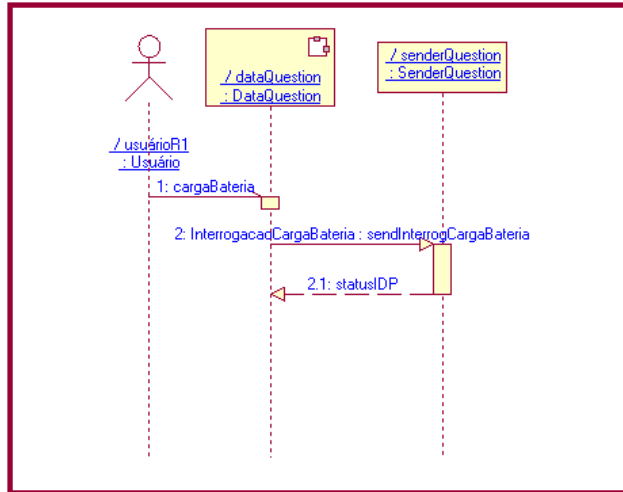 / dataQuestion
: DataQuestion
/ senderQuestion
: SenderQuestion
/ usuárioR1
: Usuário
1: cargaBateria
2: InterrogacaoCargaBateria : sendInterrogCargaBateria
2.1: statusIDP